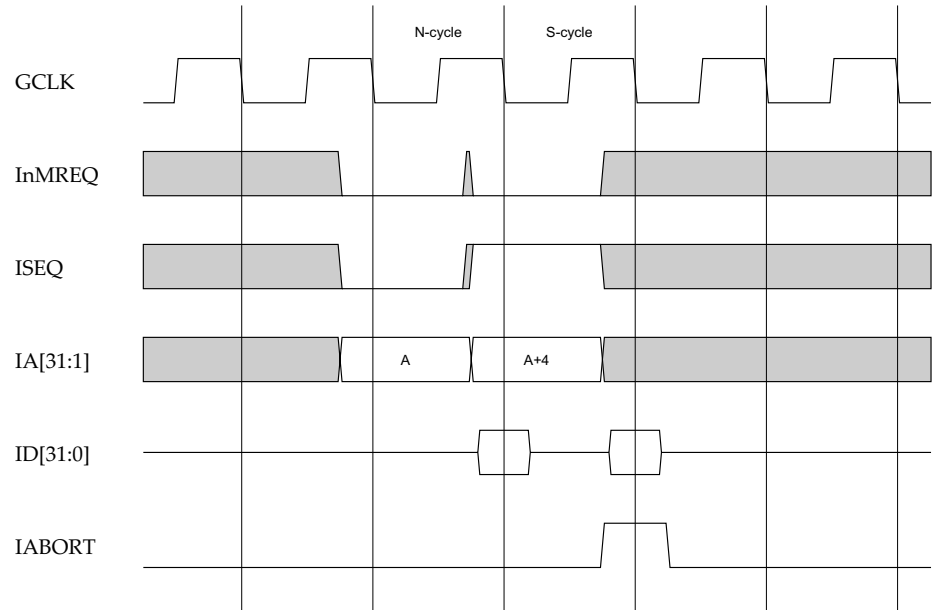 N-cycle S-cycle
GCLK
InMREQ
ISEQ
IA[31:1] A A+4
ID[31:0]
IABORT